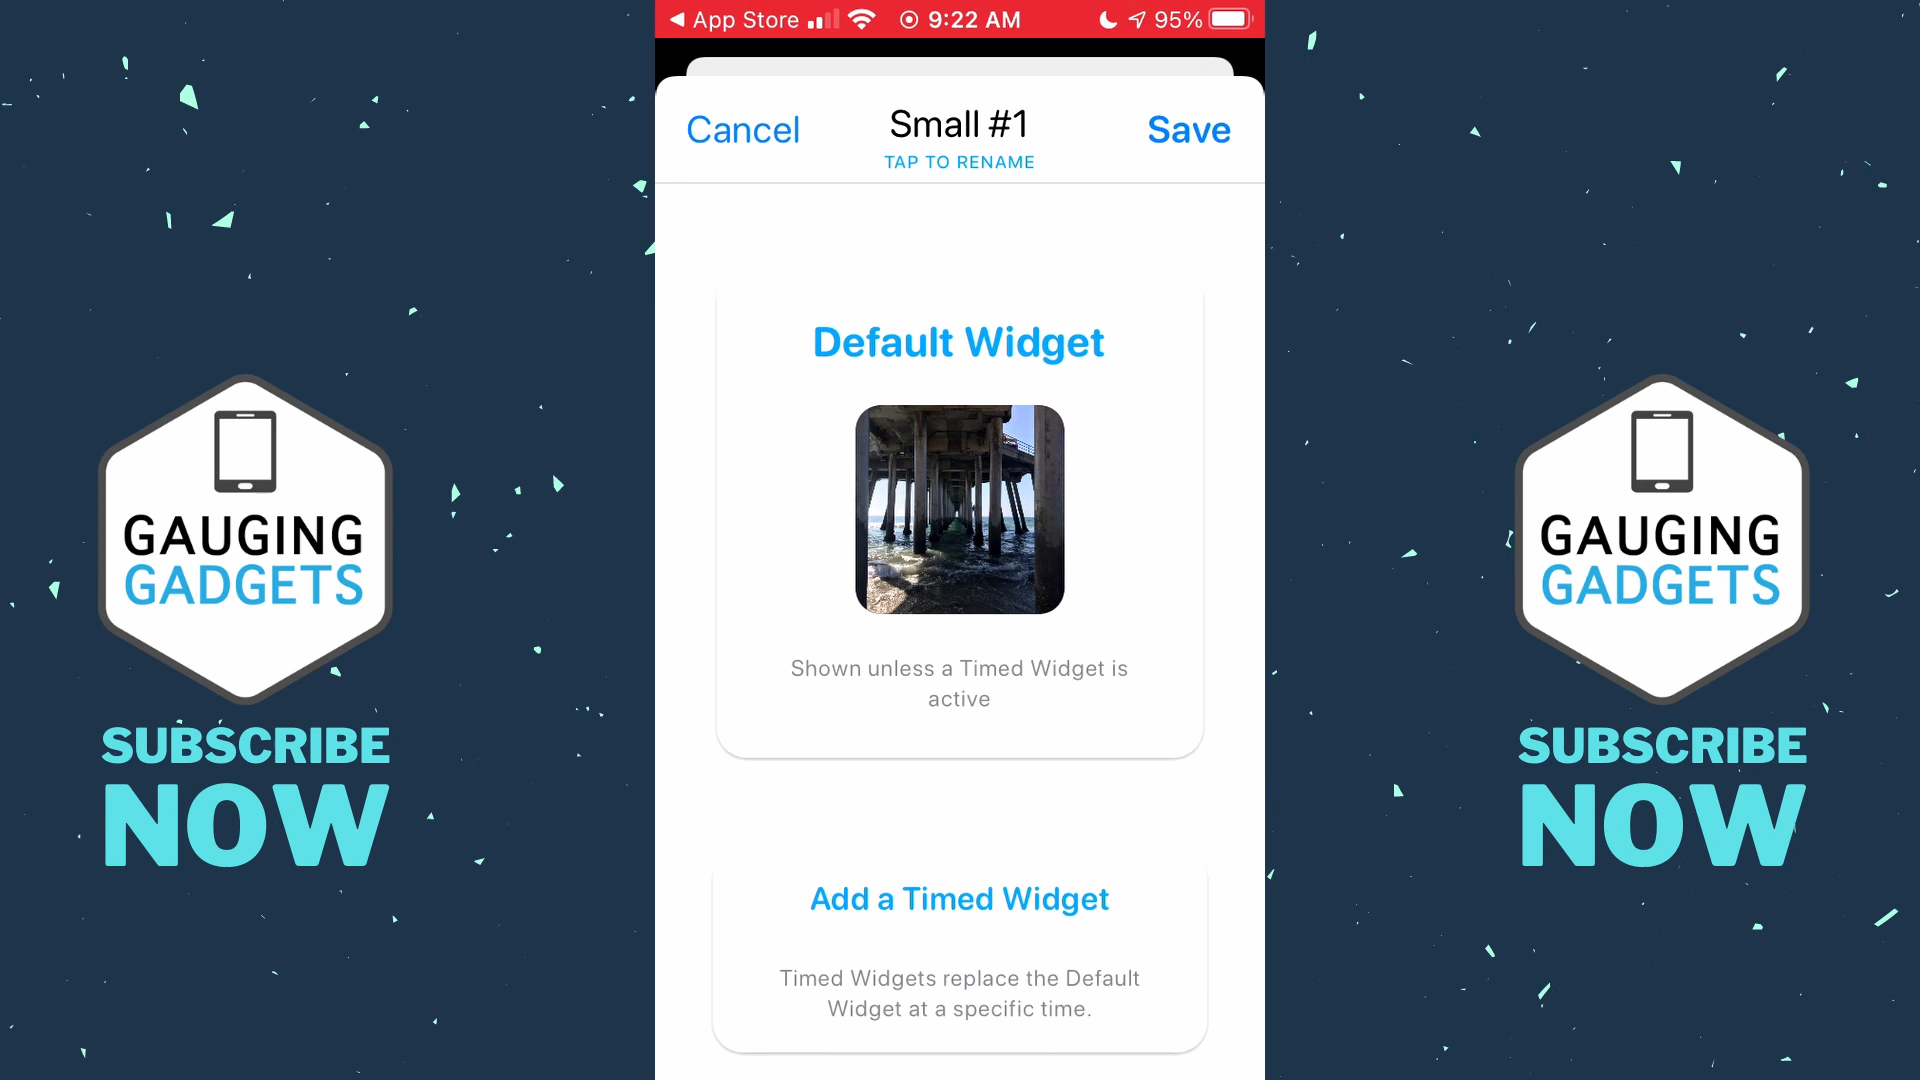 App Store
9:22 AM
95%
Cancel
Small #1
Save
TAP TO RENAME
Default Widget
Shown unless a Timed Widget is
active
Add a Timed Widget
Timed Widgets replace the Default
Widget at a specific time.
GAUGING
GADGETS
SUBSCRIBE
NOW
GAUGING
GADGETS
SUBSCRIBE
NOW